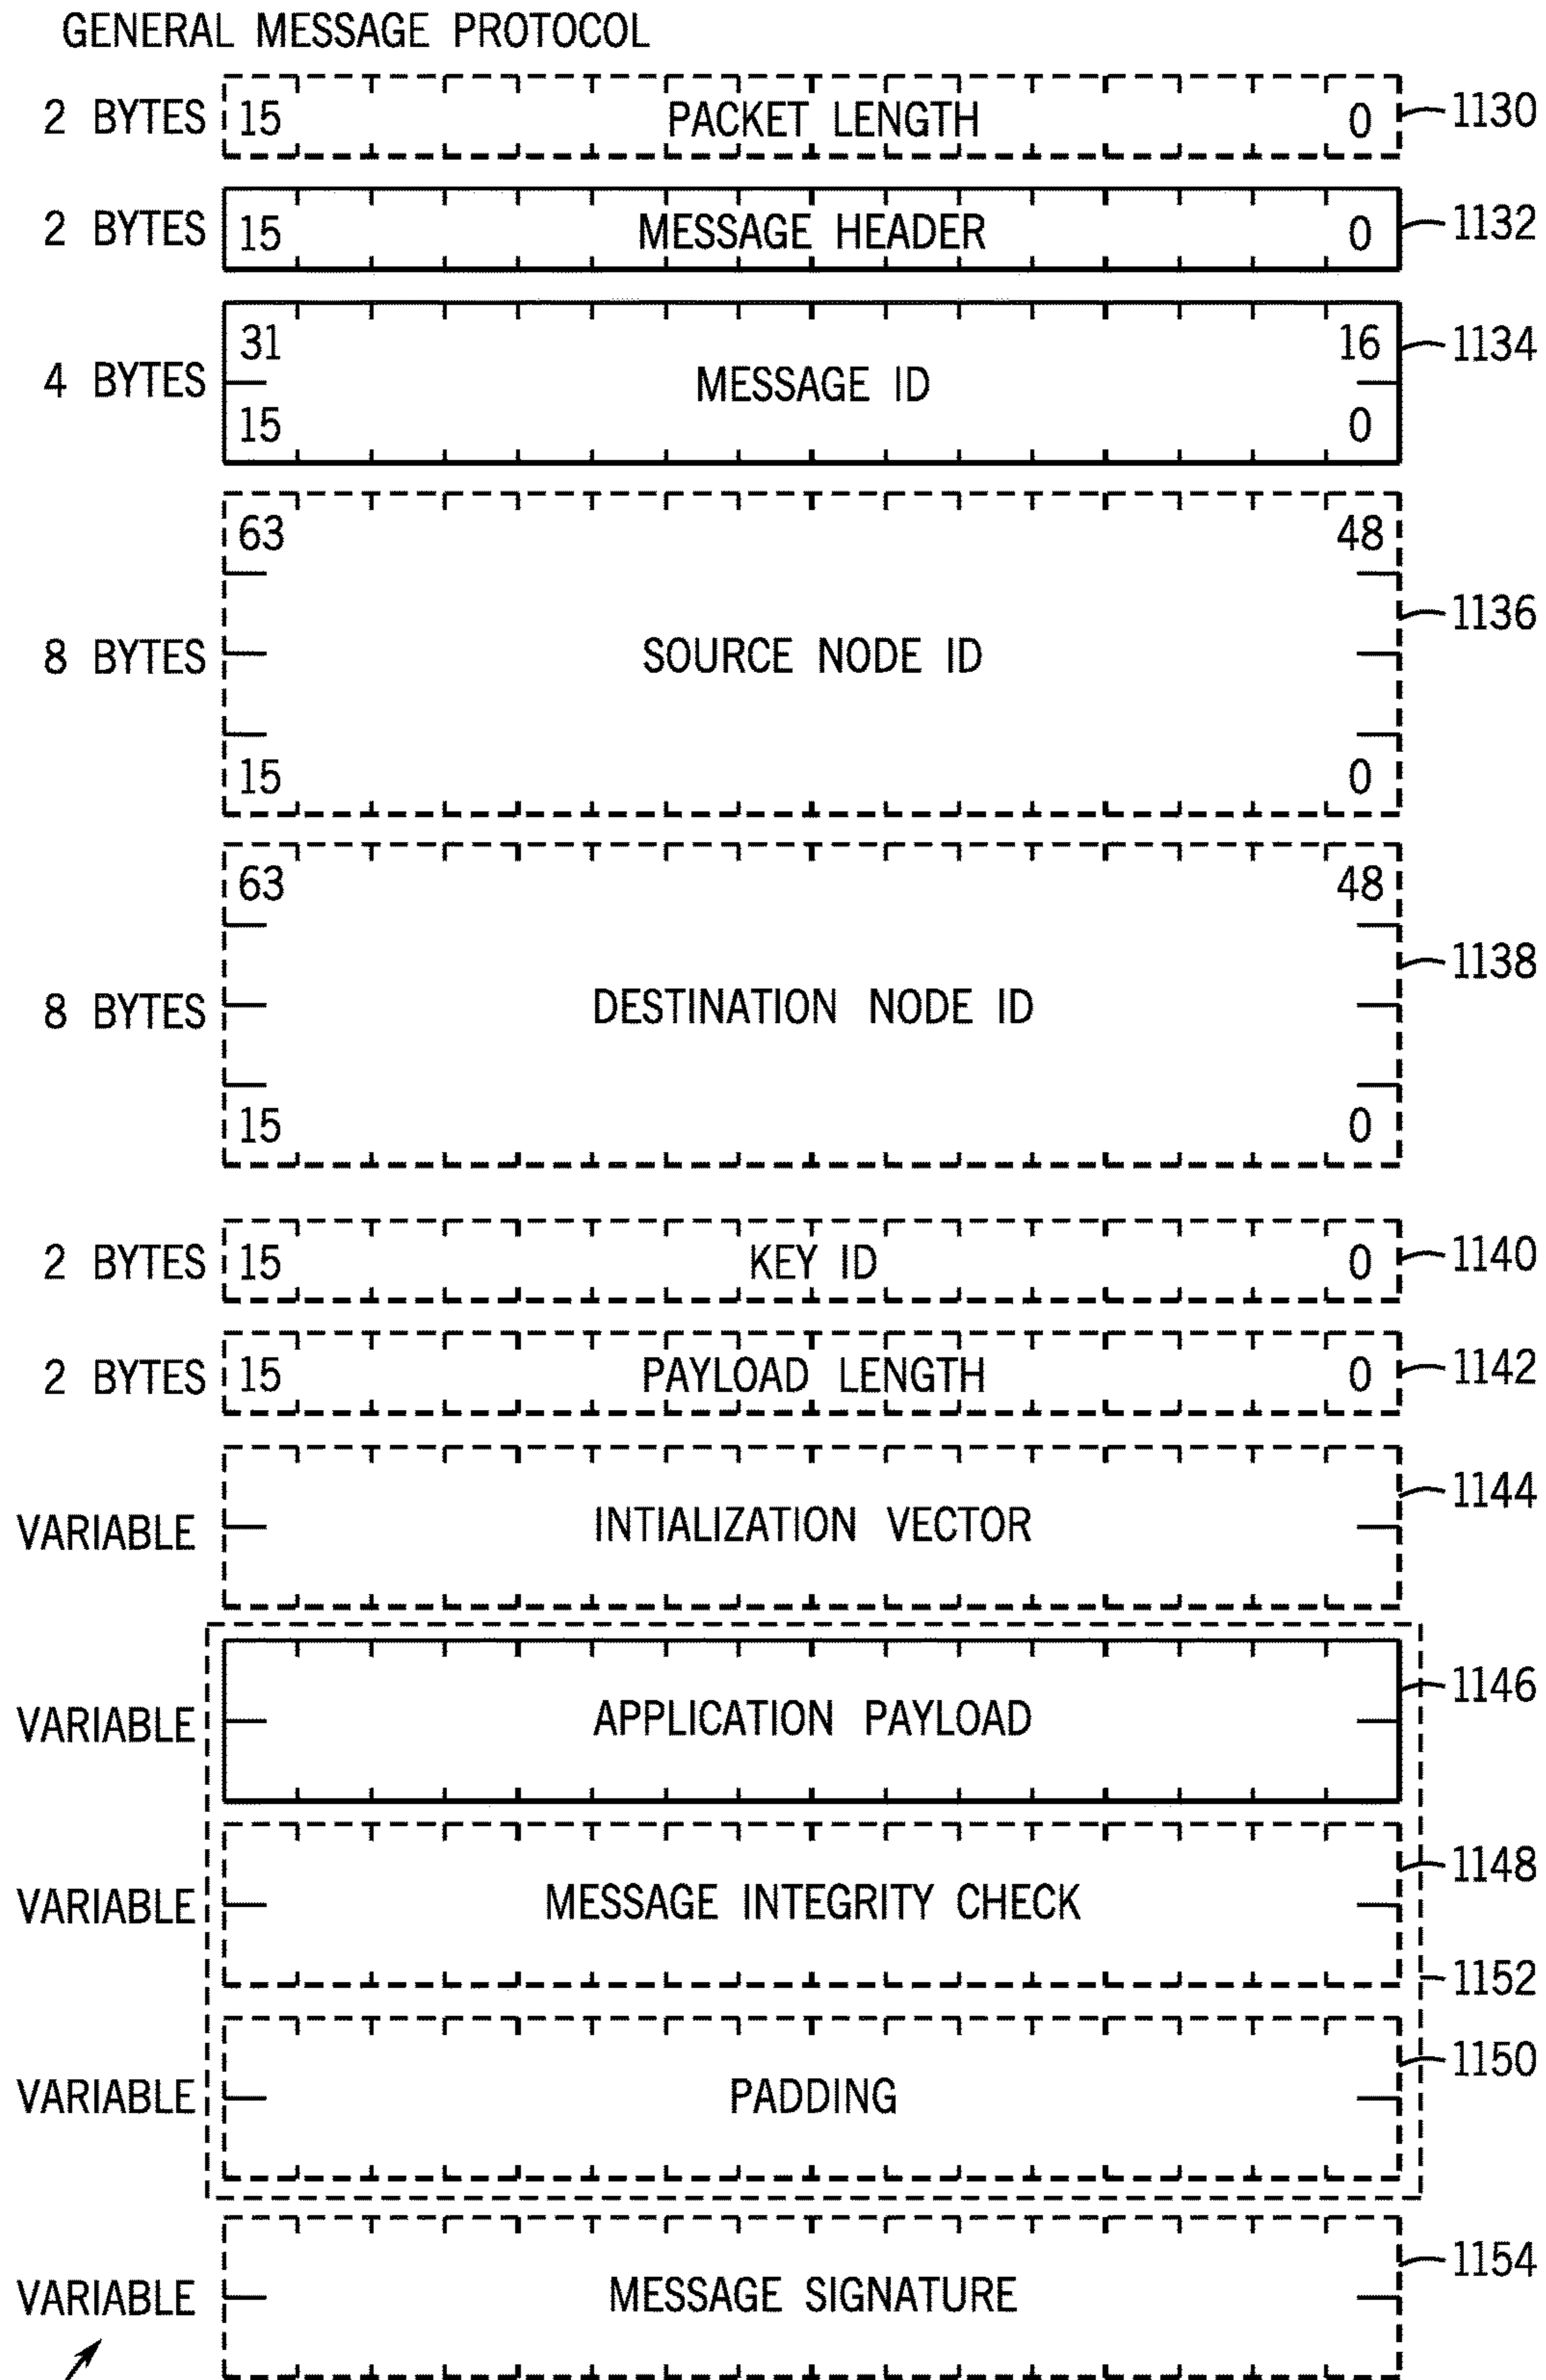 GENERAL MESSAGE PROTOCOL
2 BYTES 15 PACKET LENGTH 0 1130
2 BYTES 15 MESSAGE HEADER 0 1132
31 16 1134
4 BYTES MESSAGE ID
15 0
63 48
1136
8 BYTES SOURCE NODE ID
15 0
63 48
1138
8 BYTES DESTINATION NODE ID
15 0
2 BYTES 15 KEY ID 0 1140
2 BYTES 15 PAYLOAD LENGTH 0 1142
1144
VARIABLE INTIALIZATION VECTOR
1146
VARIABLE APPLICATION PAYLOAD
1148
VARIABLE MESSAGE INTEGRITY CHECK
1152
1150
VARIABLE PADDING
1154
VARIABLE MESSAGE SIGNATURE